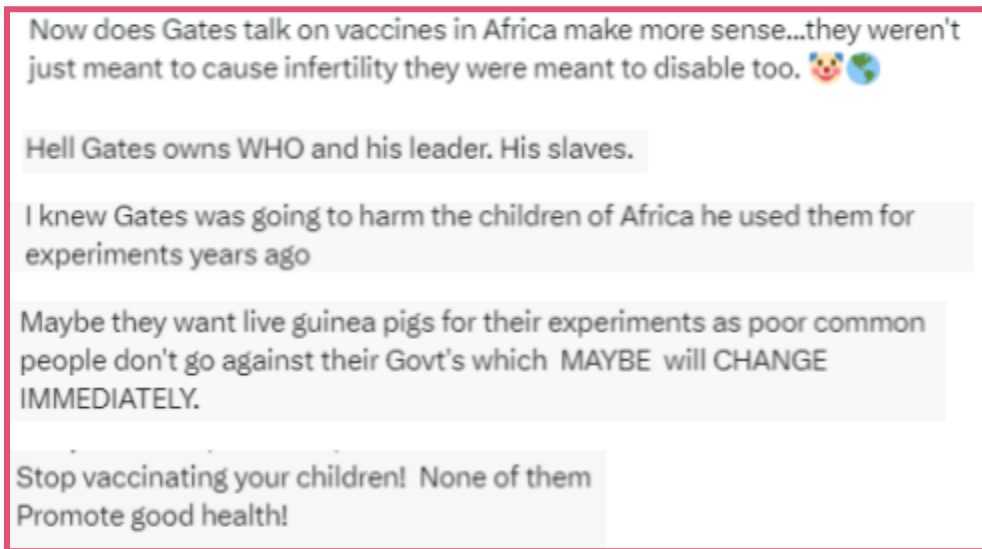 Now does Gates talk on vaccines in Africa make more sense...they weren't
just meant to cause infertility they were meant to disable too. 🤡🌎
Hell Gates owns WHO and his leader. His slaves.
I knew Gates was going to harm the children of Africa he used them for
experiments years ago
Maybe they want live guinea pigs for their experiments as poor common
people don't go against their Govt's which MAYBE will CHANGE
IMMEDIATELY.
Stop vaccinating your children! None of them
Promote good health!